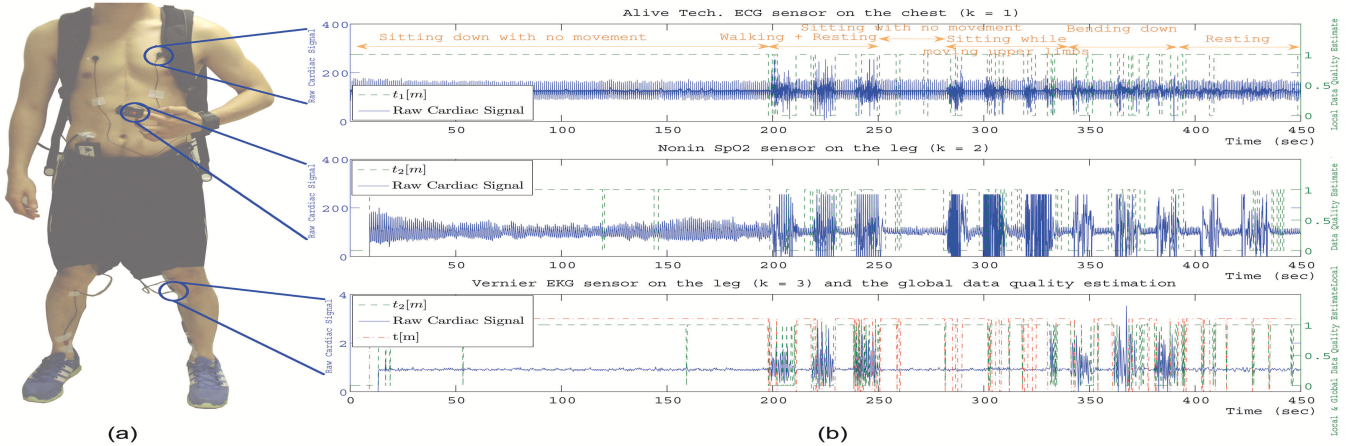 Alive Tech. ECG sensor on the chest (k = 1)
Raw Cardiac Signal
400
200
0
Sitting down with no movement
Walking + Resting
Sitting with no movement
Sitting while
moving upper limbs
Bending down
Resting
t1[m]
Raw Cardiac Signal
1
0.5
0
Local Data Quality Estimate
50 100 150 200 250 300 350 400 450
Time (sec)
Nonin SpO2 sensor on the leg (k = 2)
Raw Cardiac Signal
400
200
0
t2[m]
Raw Cardiac Signal
1
0.5
0
Data Quality Estimate
50 100 150 200 250 300 350 400 450
Time (sec)
Vernier EKG sensor on the leg (k = 3) and the global data quality estimation
Raw Cardiac Signal
4
2
0
t2[m]
Raw Cardiac Signal
t[m]
1
0.5
0
Local & Global Data Quality EstimateLocal
0 50 100 150 200 250 300 350 400 450
Time (sec)
(a)
(b)